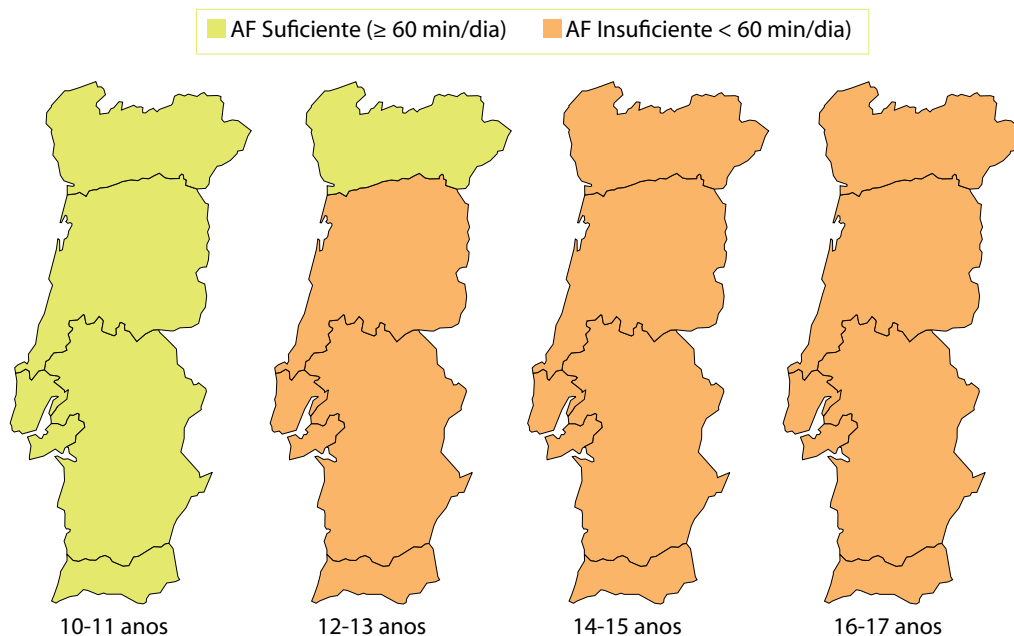 AF Suficiente (≥ 60 min/dia) AF Insuficiente < 60 min/dia)
10-11 anos 12-13 anos 14-15 anos 16-17 anos